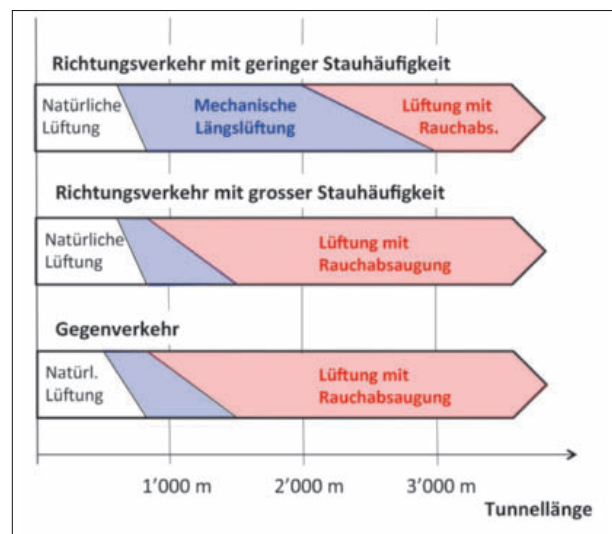 Richtungsverkehr mit geringer Stauhäufigkeit
Natürliche
Lüftung
Mechanische
Längslüftung
Lüftung mit
Rauchabs.
Richtungsverkehr mit grosser Stauhäufigkeit
Natürliche
Lüftung
Lüftung mit
Rauchabsaugung
Gegenverkehr
Natürl.
Lüftung
Lüftung mit
Rauchabsaugung
1’000 m 2’000 m 3’000 m
Tunnellänge